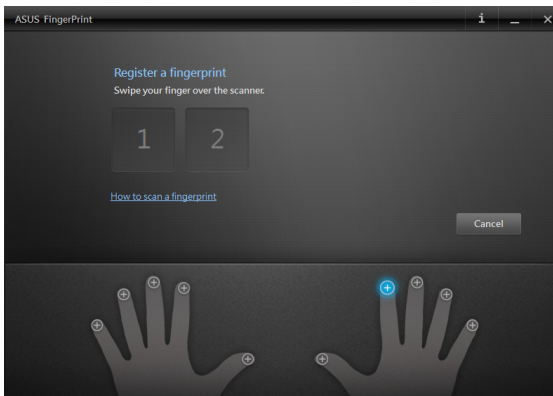 ASUS FingerPrint
Register a fingerprint
Swipe your finger over the scanner.
1 2
How to scan a fingerprint
Cancel